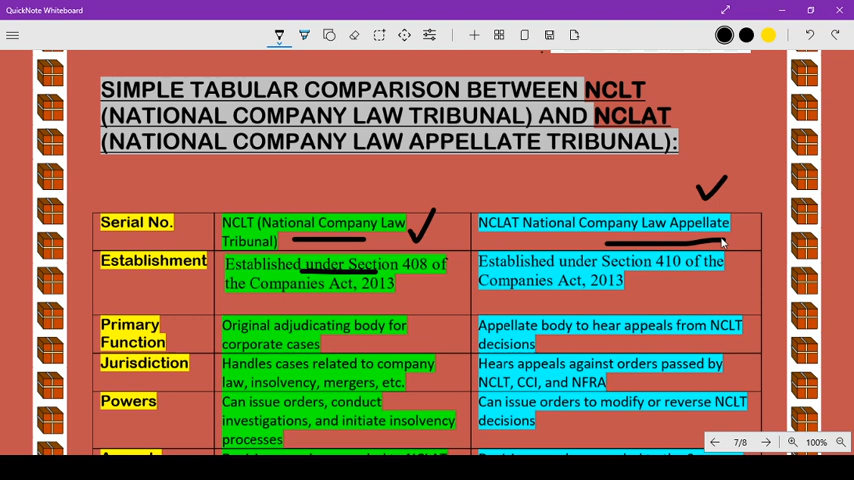 QuickNote Whiteboard
SIMPLE TABULAR COMPARISON BETWEEN NCLT
(NATIONAL COMPANY LAW TRIBUNAL) AND NCLAT
(NATIONAL COMPANY LAW APPELLATE TRIBUNAL):
Serial No.
NCLT (National Company Law
Tribunal)
NCLAT National Company Law Appellate
Establishment
Established under Section 408 of
the Companies Act, 2013
Established under Section 410 of the
Companies Act, 2013
Primary
Function
Original adjudicating body for
corporate cases
Appellate body to hear appeals from NCLT
decisions
Jurisdiction
Handles cases related to company
law, insolvency, mergers, etc.
Hears appeals against orders passed by
NCLT, CCI, and NFRA
Powers
Can issue orders, conduct
investigations, and initiate insolvency
processes
Can issue orders to modify or reverse NCLT
decisions
7/8
100%